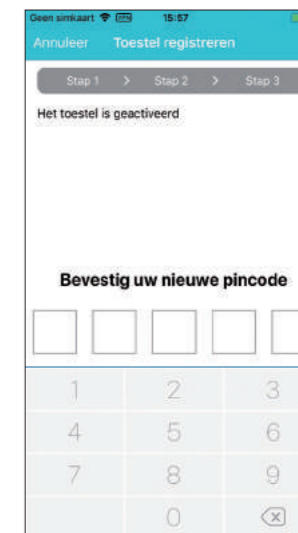 Geen simkaart VPN 15:57
Annuleer Toestel registreren
Stap 1 > Stap 2 > Stap 3
Het toestel is geactiveerd
Bevestig uw nieuwe pincode
1 2 3
4 5 6
7 8 9
0